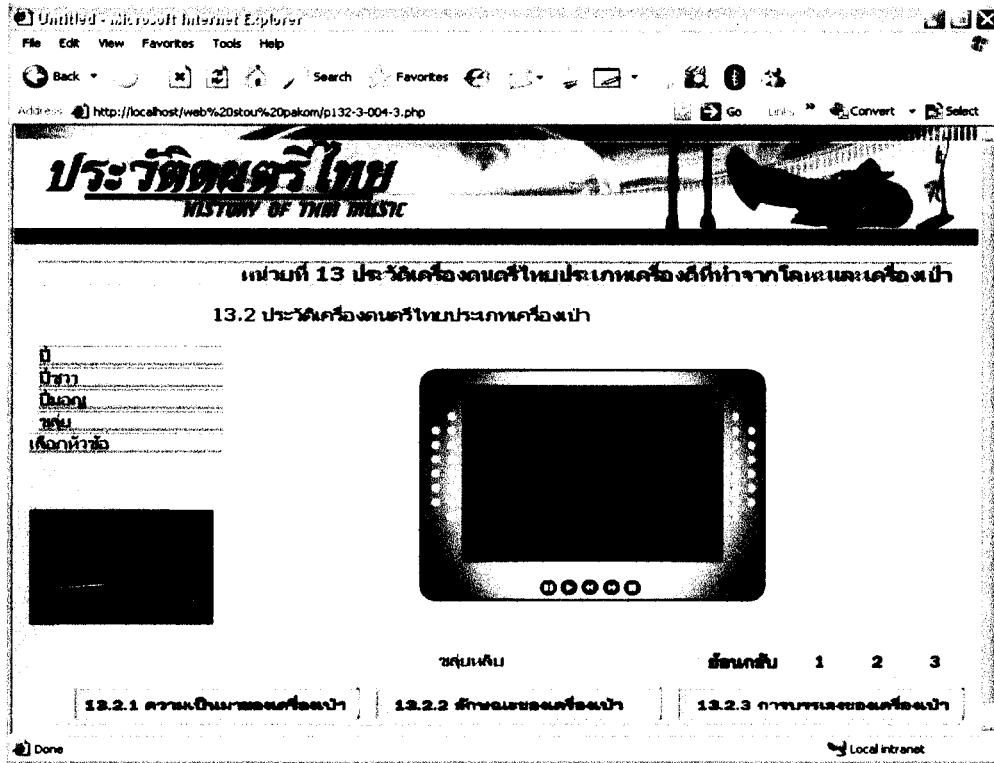 Untitled - Microsoft Internet Explorer
File Edit View Favorites Tools Help
Back Search Favorites
Address http://localhost/web%20stou%20pakom/p132-3-004-3.php Go Links » Convert Select
ประวัติดนตรีไทย
HISTORY OF THAI MUSIC
หน่วยที่ 13 ประวัติเครื่องดนตรีไทยประเภทเครื่องตีที่ทำจากโลหะและเครื่องเป่า
13.2 ประวัติเครื่องดนตรีไทยประเภทเครื่องเป่า
ปี่
ปี่ชวา
ปี่มอญ
ขลุ่ย
เลือกหัวข้อ
ขลุ่ยหลิบ
ย้อนกลับ 1 2 3
13.2.1 ความเป็นมาของเครื่องเป่า 13.2.2 ลักษณะของเครื่องเป่า 13.2.3 การบรรเลงของเครื่องเป่า
Done Local intranet